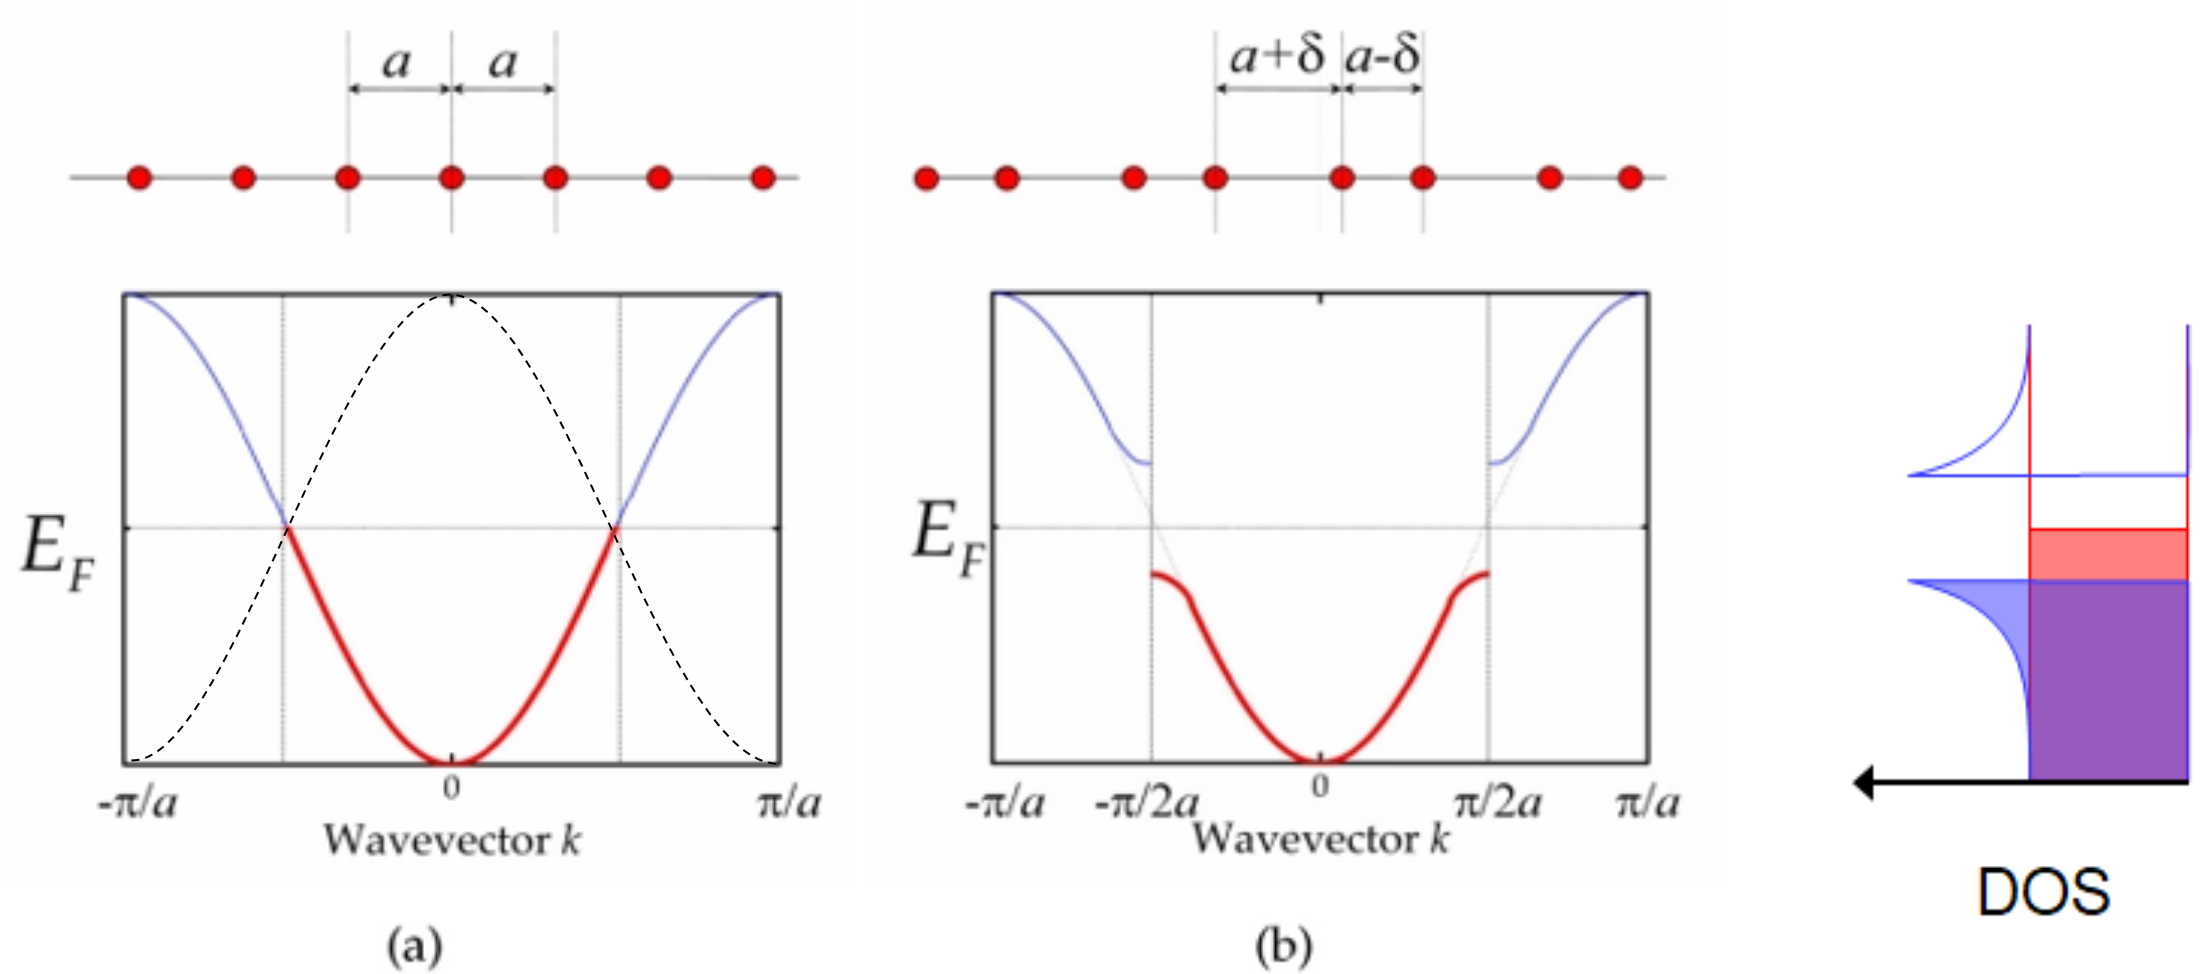 a a
a+δ a-δ
E_F
-π/a 0 π/a
Wavevector k
(a)
E_F
-π/a -π/2a 0 π/2a π/a
Wavevector k
(b)
DOS